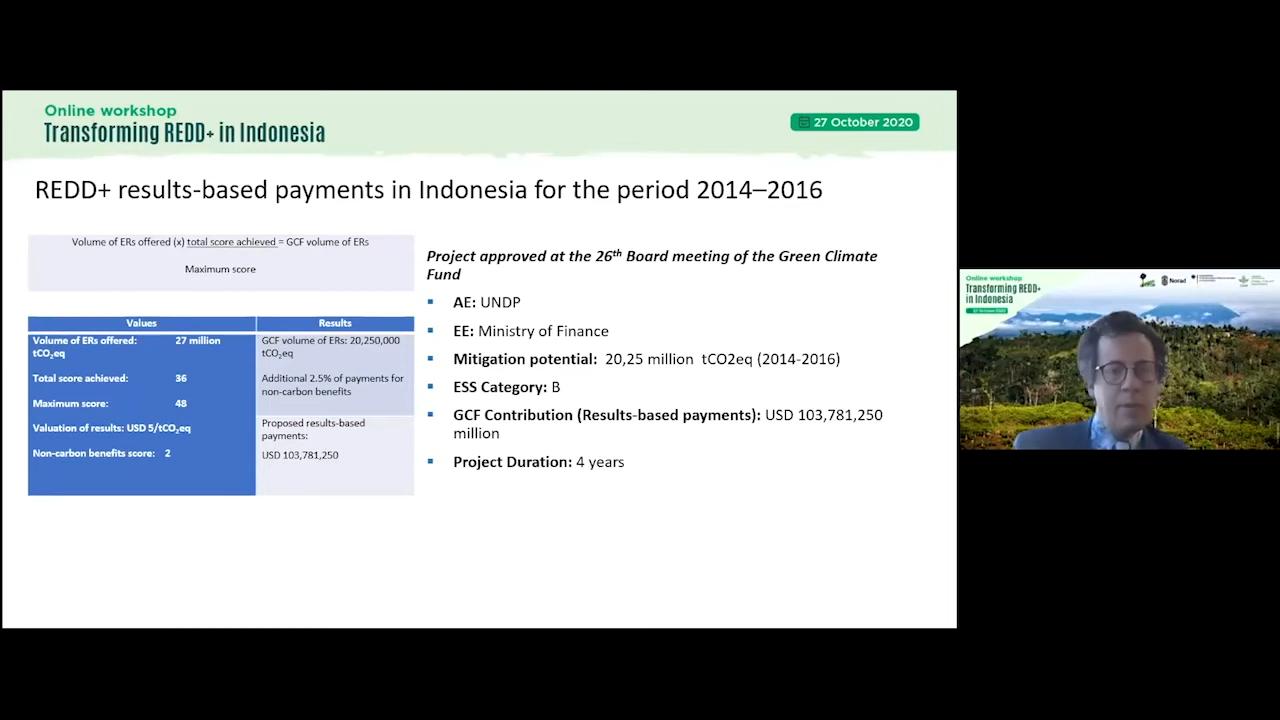 Online workshop
Transforming REDD+ in Indonesia
27 October 2020
REDD+ results-based payments in Indonesia for the period 2014–2016
Volume of ERs offered (x) total score achieved = GCF volume of ERs
Maximum score
Values
Results
Volume of ERs offered: 27 million
tCO₂eq
Total score achieved: 36
Maximum score: 48
Valuation of results: USD 5/tCO₂eq
Non-carbon benefits score: 2
GCF volume of ERs: 20,250,000
tCO₂eq
Additional 2.5% of payments for
non-carbon benefits
Proposed results-based
payments:
USD 103,781,250
Project approved at the 26th Board meeting of the Green Climate
Fund
▪ AE: UNDP
▪ EE: Ministry of Finance
▪ Mitigation potential: 20,25 million tCO2eq (2014-2016)
▪ ESS Category: B
▪ GCF Contribution (Results-based payments): USD 103,781,250
million
▪ Project Duration: 4 years
Online workshop
Transforming REDD+
in Indonesia
27 October 2020
Norad